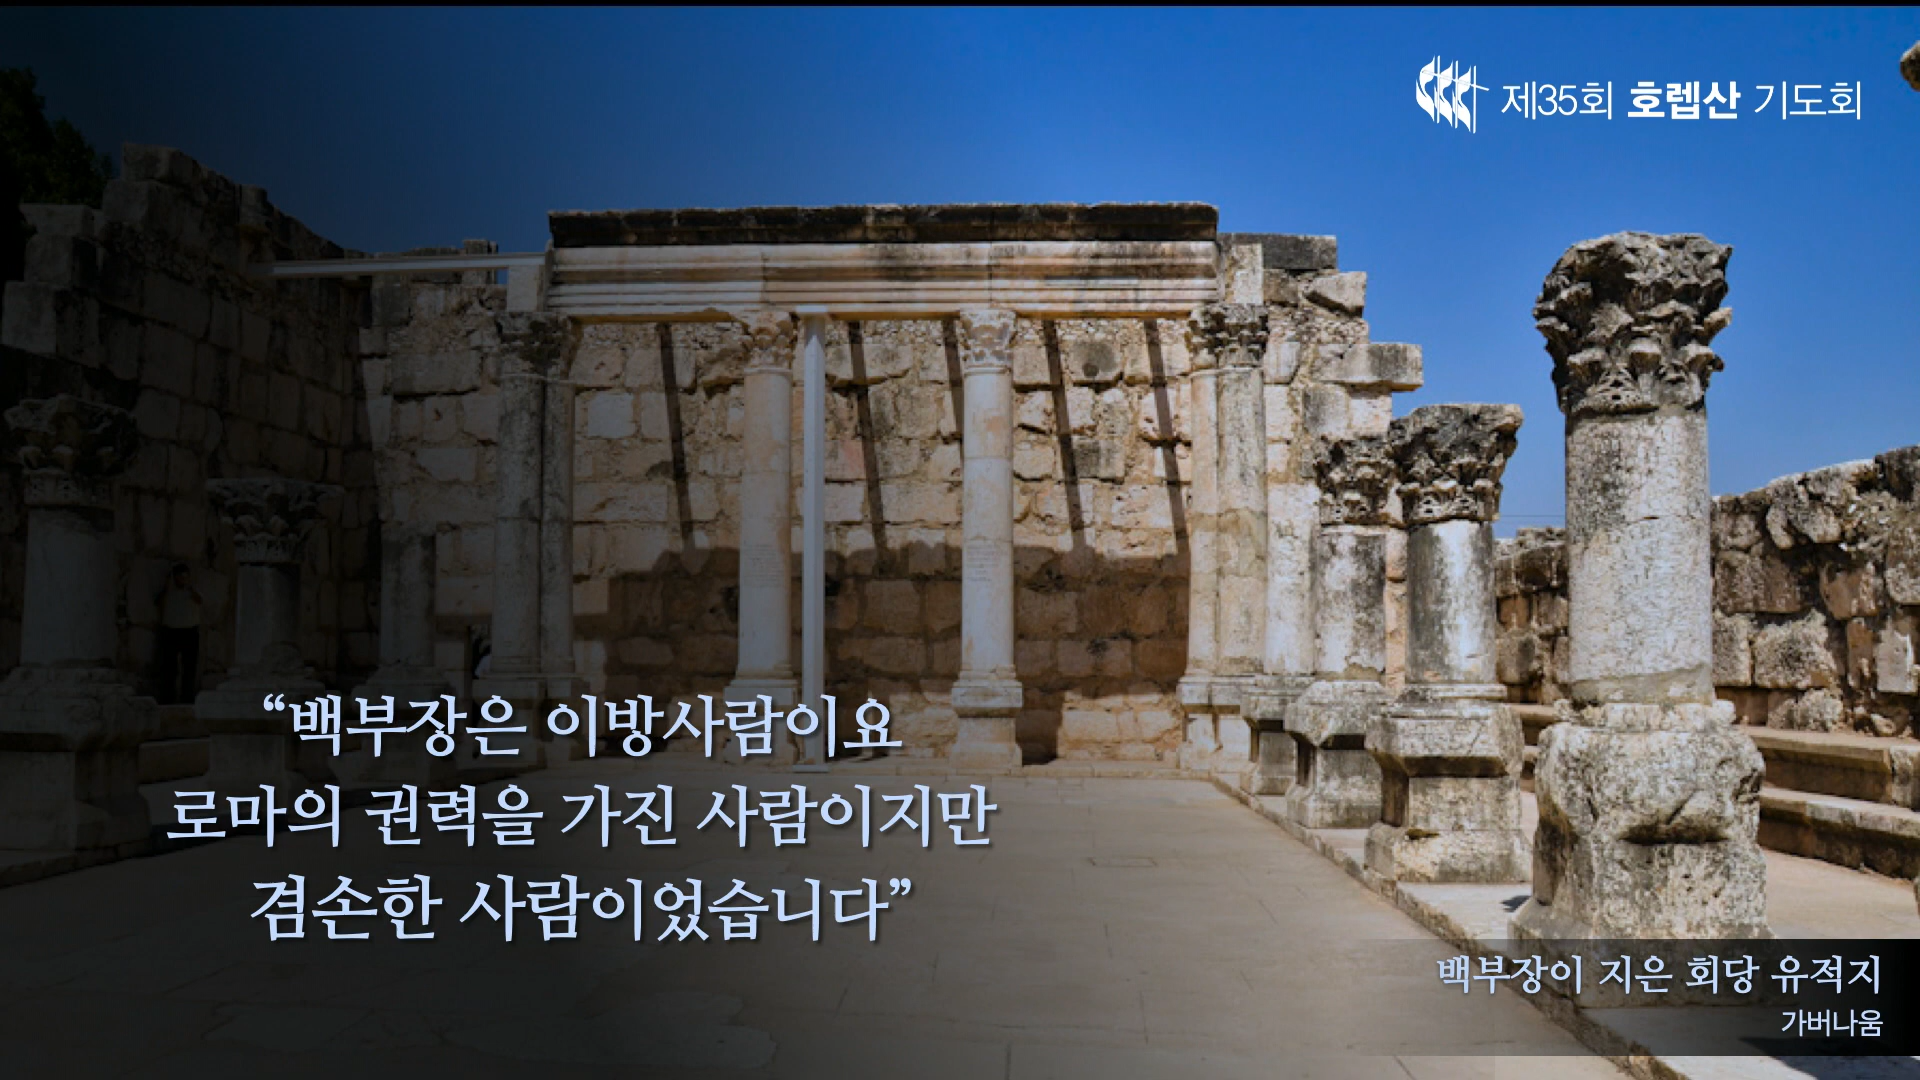 제35회 호렙산 기도회
“백부장은 이방사람이요
로마의 권력을 가진 사람이지만
겸손한 사람이었습니다”
백부장이 지은 회당 유적지
가버나움